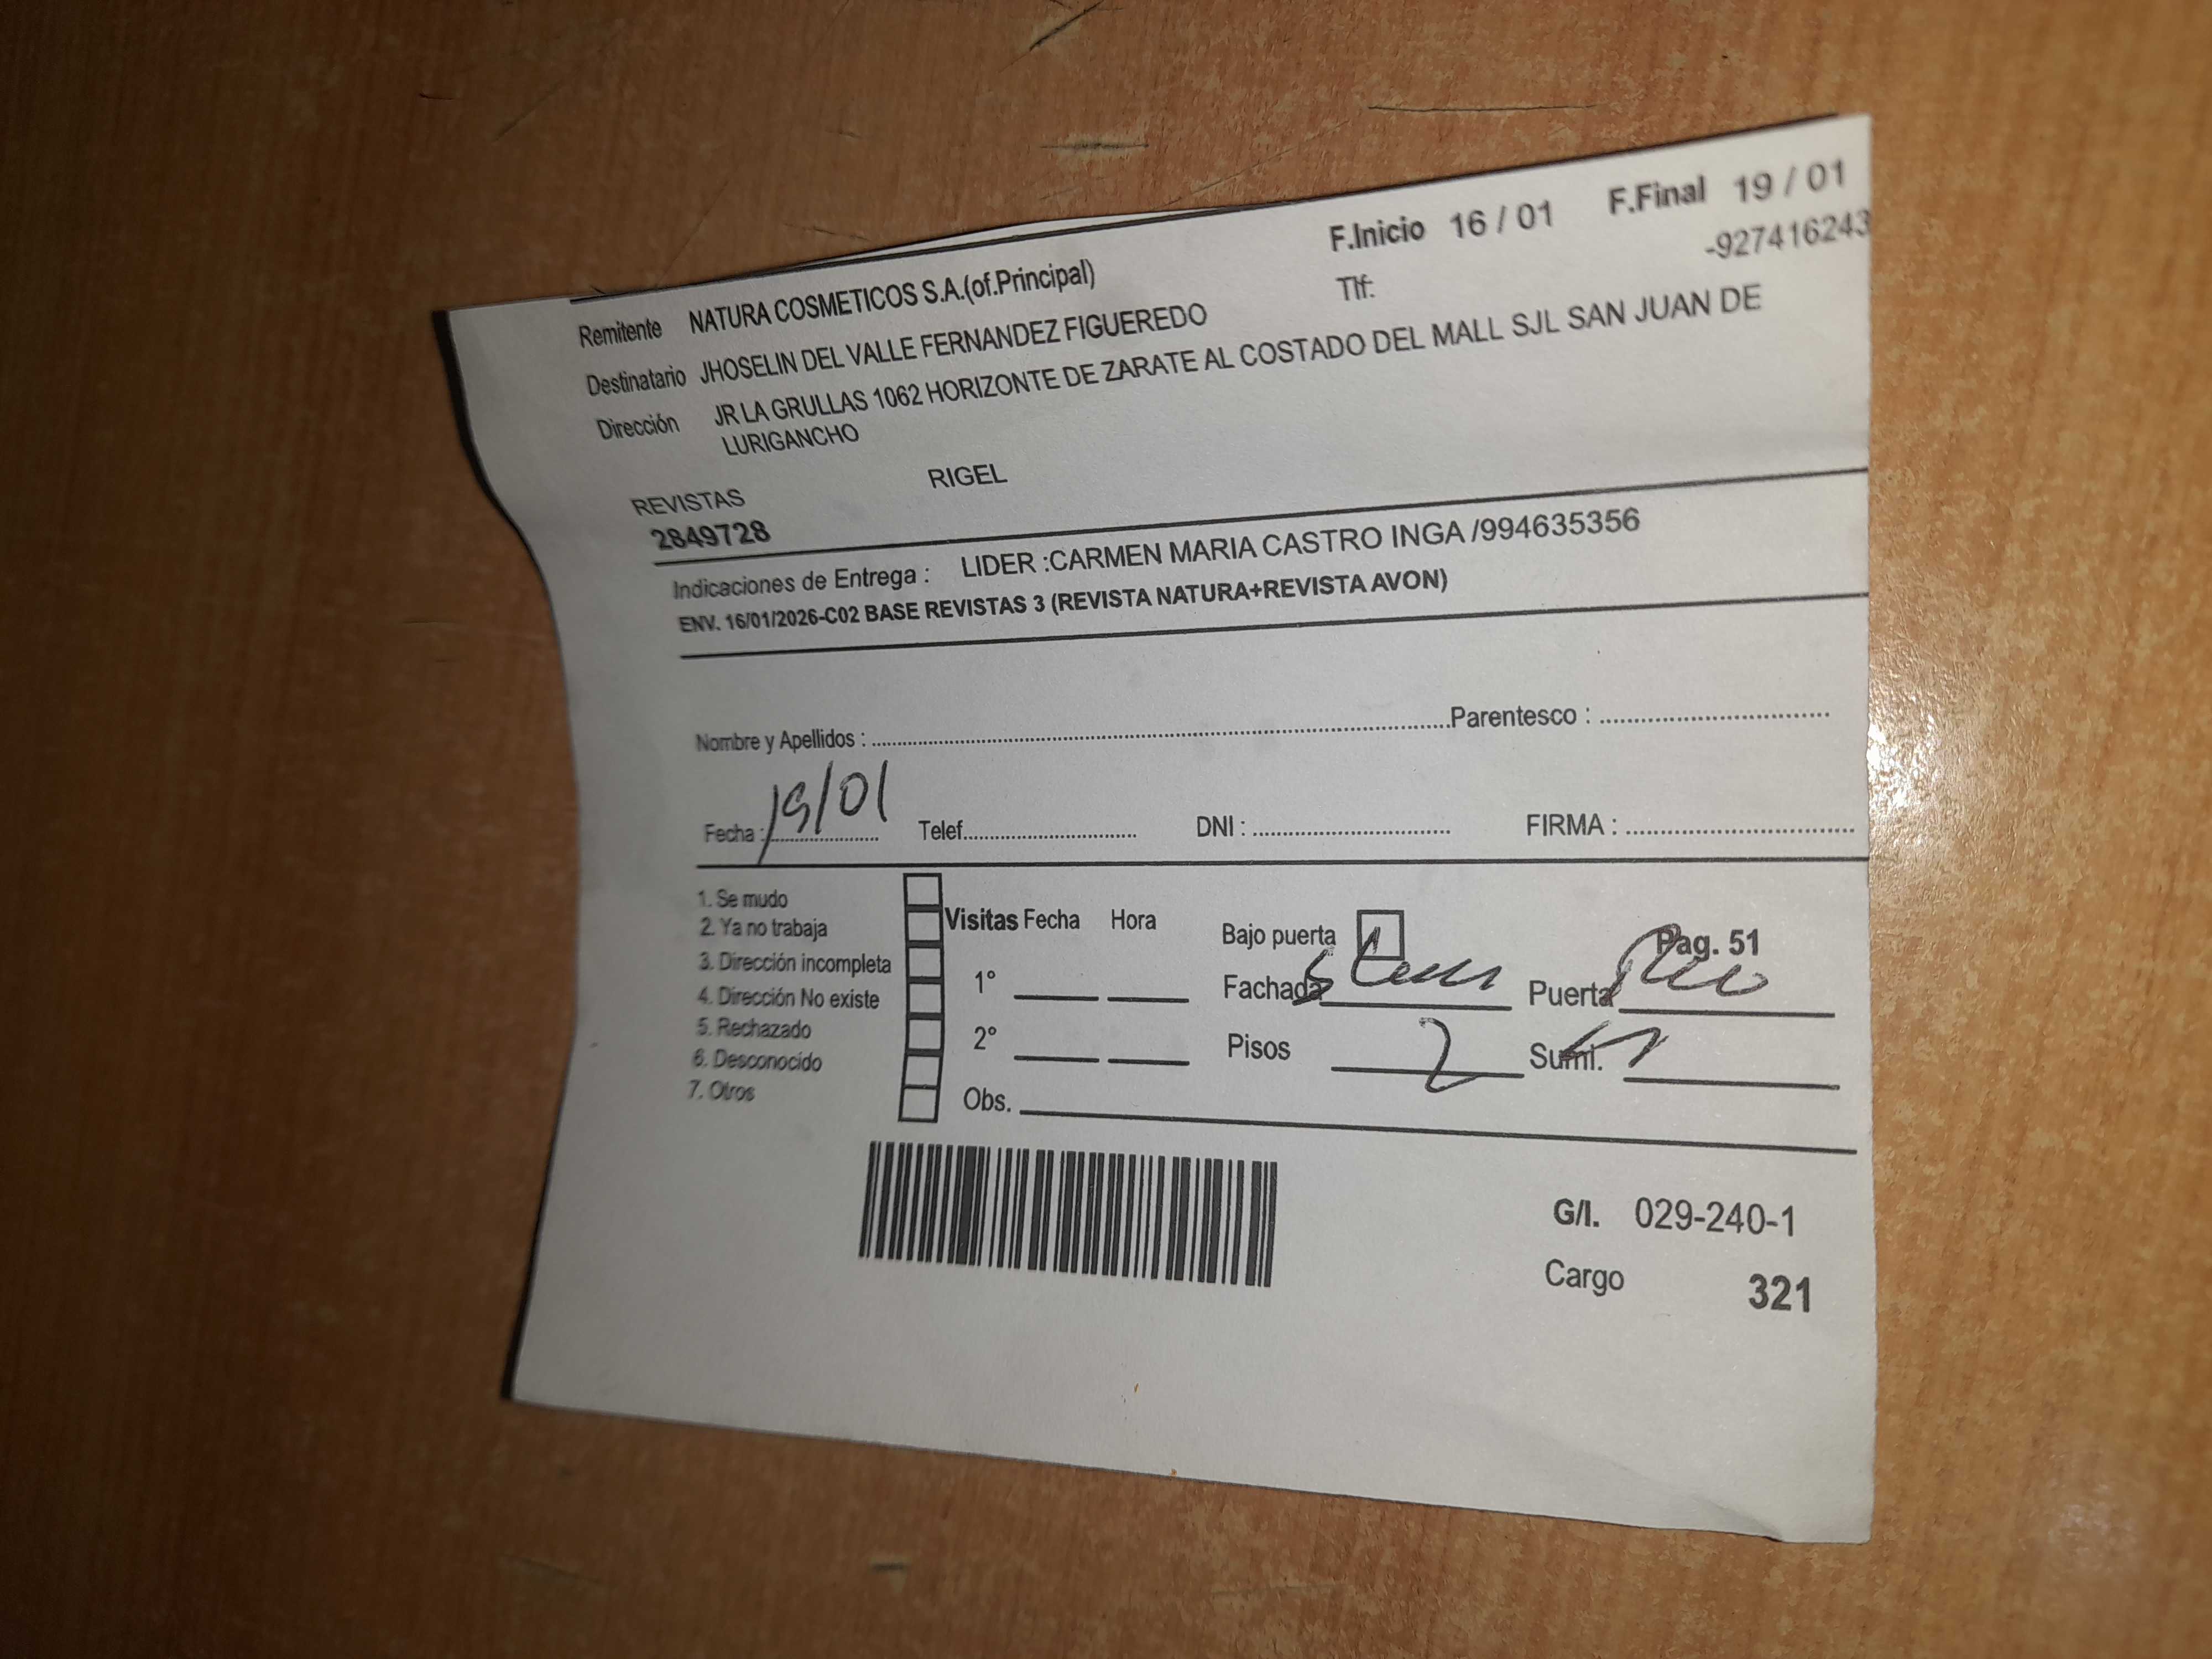 F.Inicio 16 / 01 F.Final 19 / 01
Remitente NATURA COSMETICOS S.A.(of.Principal) Tlf: -927416243
Destinatario JHOSELIN DEL VALLE FERNANDEZ FIGUEREDO
Dirección JR LA GRULLAS 1062 HORIZONTE DE ZARATE AL COSTADO DEL MALL SJL SAN JUAN DE
LURIGANCHO
REVISTAS RIGEL
2849728
Indicaciones de Entrega : LIDER :CARMEN MARIA CASTRO INGA /994635356
ENV. 16/01/2026-C02 BASE REVISTAS 3 (REVISTA NATURA+REVISTA AVON)
Nombre y Apellidos : Parentesco :
Fecha : 19/01 Telef. DNI : FIRMA :
1. Se mudo
2. Ya no trabaja
3. Dirección incompleta
4. Dirección No existe
5. Rechazado
6. Desconocido
7. Otros
Visitas Fecha Hora
1°
2°
Obs.
Bajo puerta Pag. 51
Fachada Puerta
Pisos 2 Sumi.
G/I. 029-240-1
Cargo 321